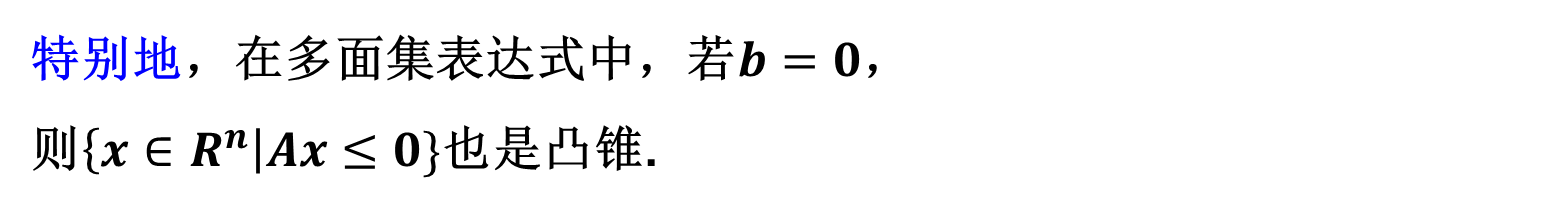 特别地，在多面集表达式中，若𝒃 = 𝟎，
则{𝒙 ∈ 𝑹ⁿ|𝑨𝒙 ≤ 𝟎}也是凸锥.